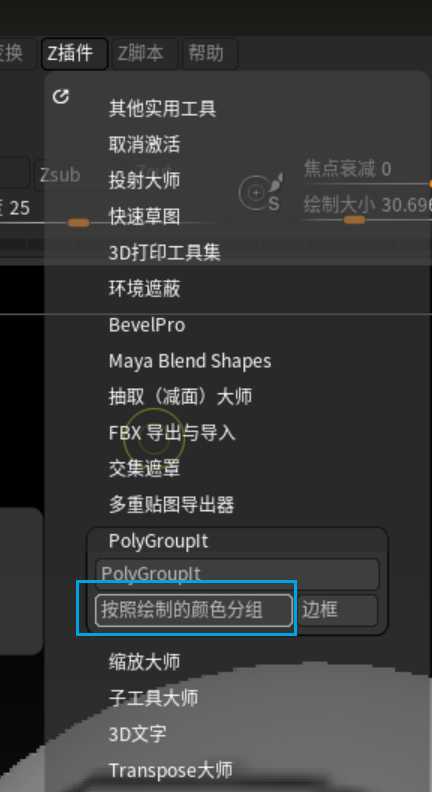 变换 Z插件 Z脚本 帮助
其他实用工具
取消激活
投射大师 焦点衰减 0
Zsub
快速草图 绘制大小 30.696
25
3D打印工具集
环境遮蔽
BevelPro
Maya Blend Shapes
抽取（减面）大师
FBX 导出与导入
交集遮罩
多重贴图导出器
PolyGroupIt
PolyGroupIt
按照绘制的颜色分组 边框
缩放大师
子工具大师
3D文字
Transpose大师